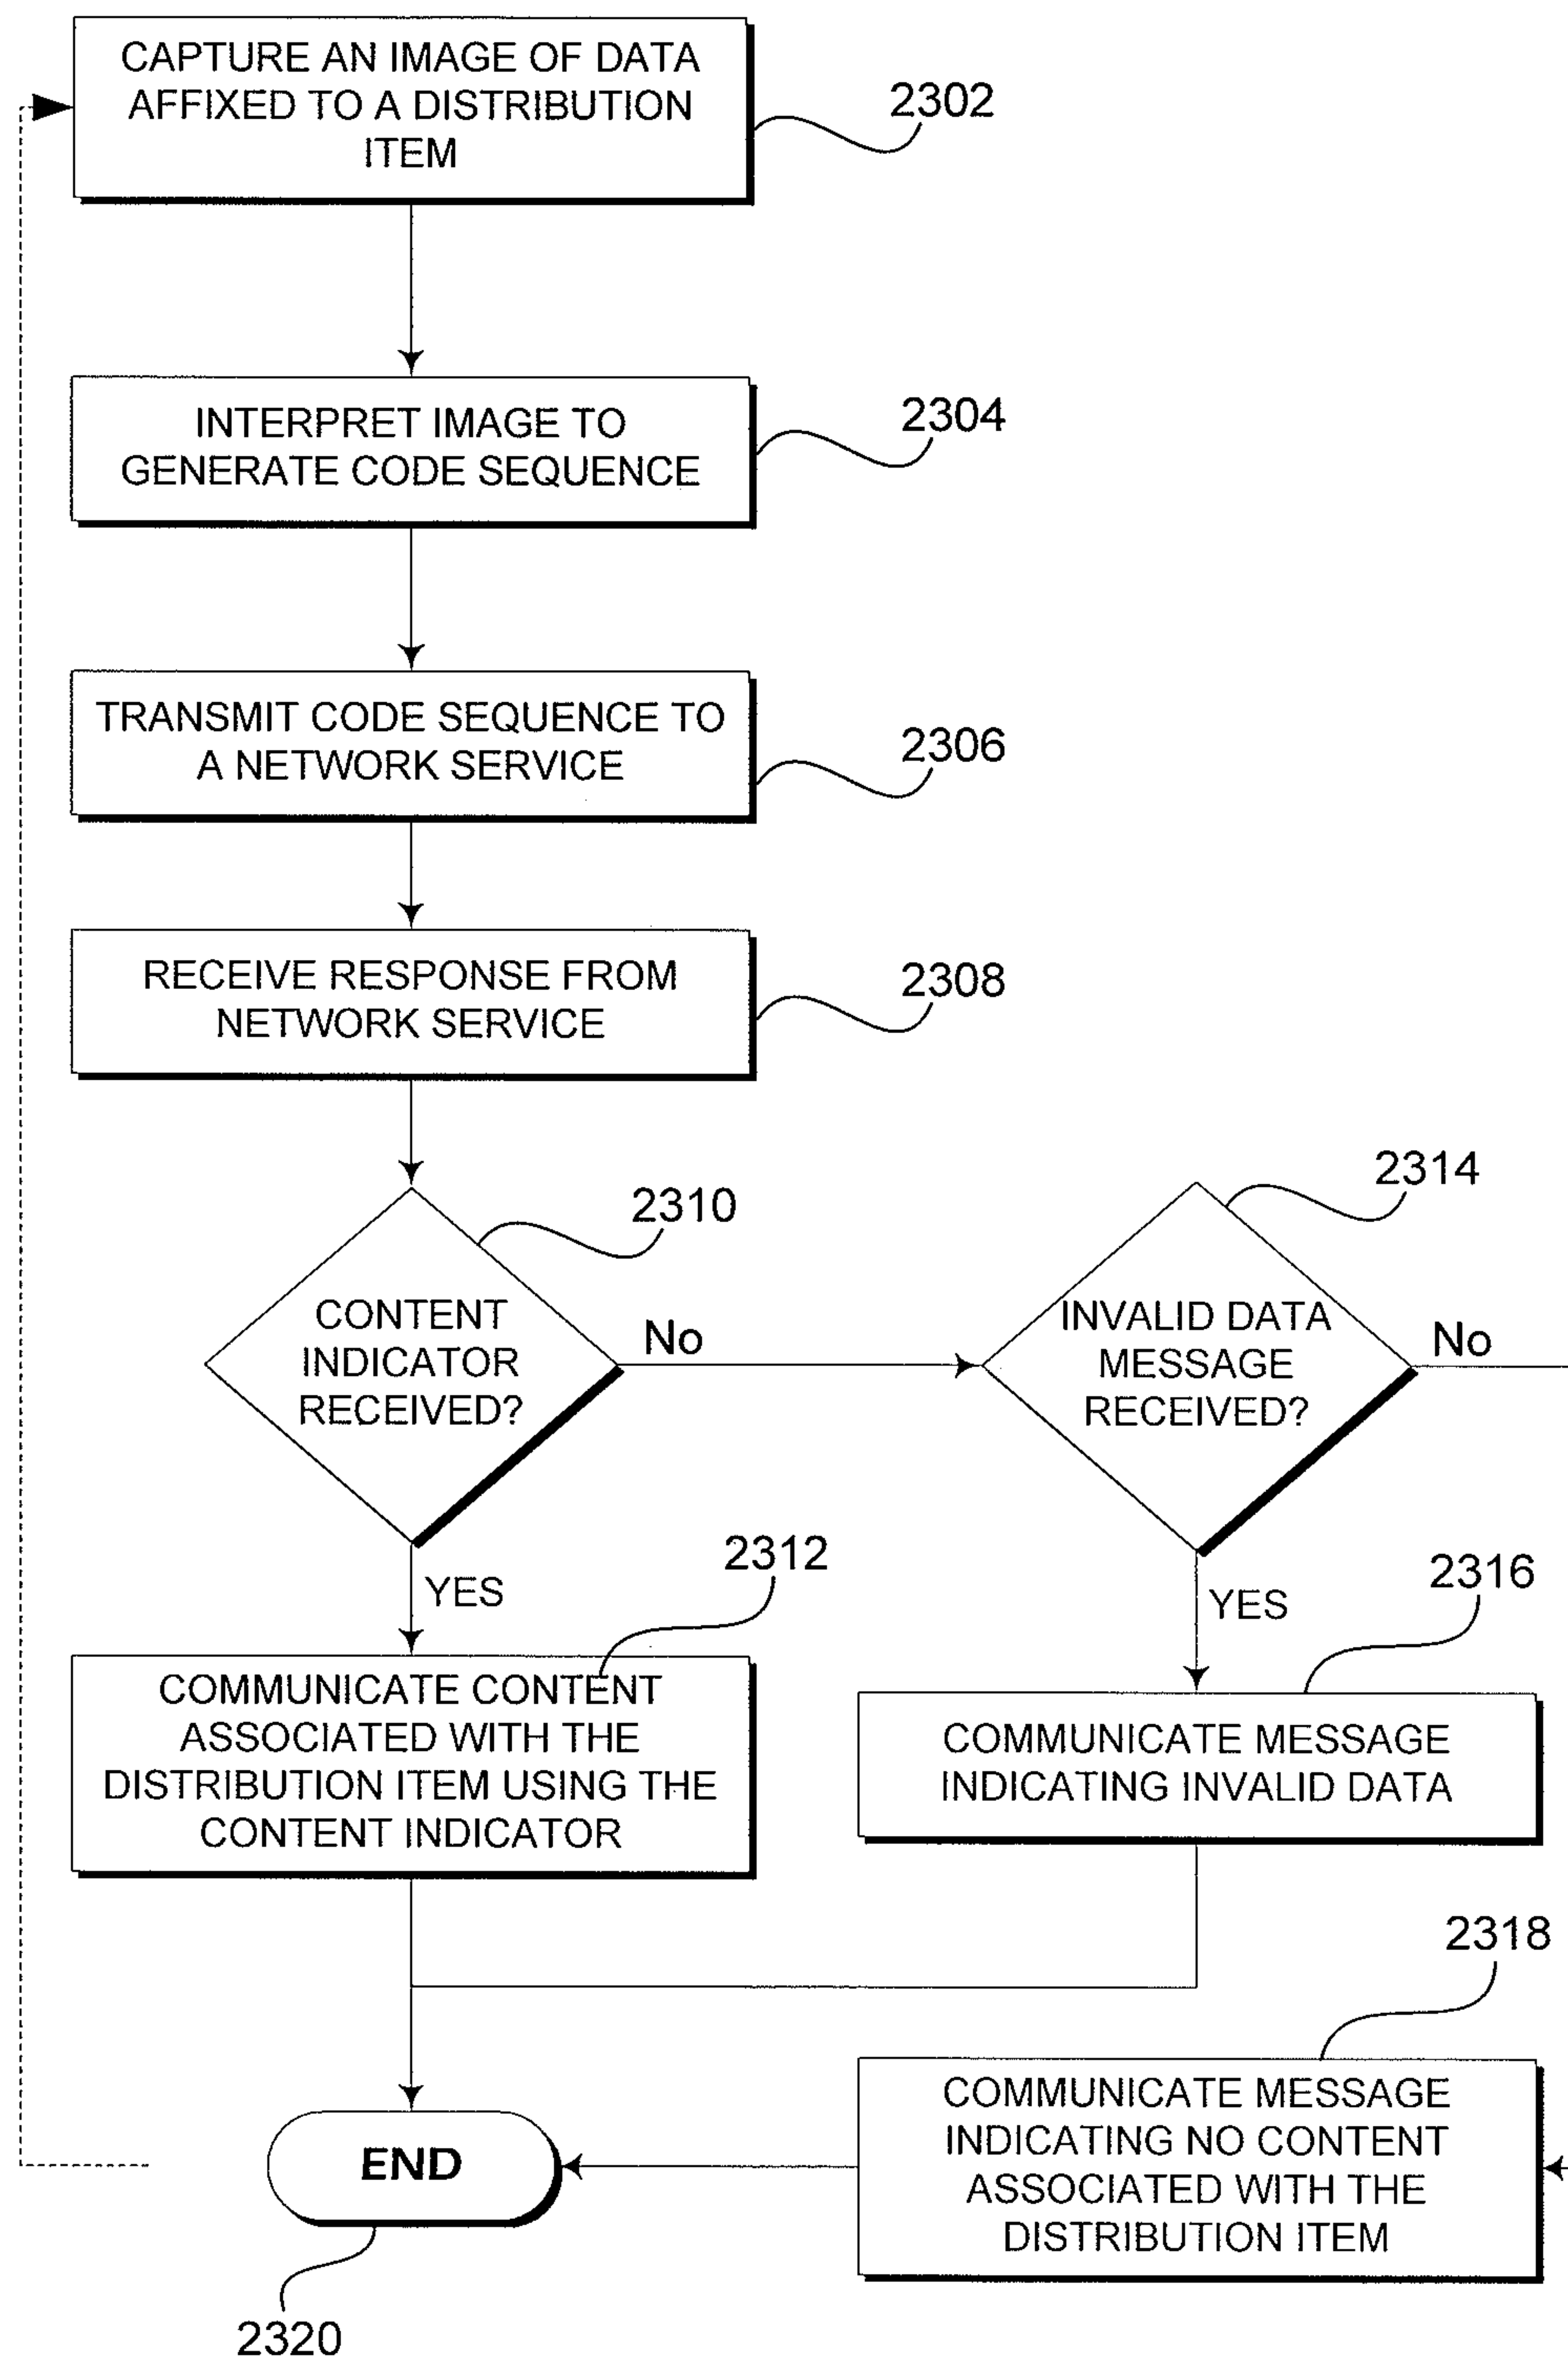 CAPTURE AN IMAGE OF DATA
AFFIXED TO A DISTRIBUTION
ITEM
2302
INTERPRET IMAGE TO
GENERATE CODE SEQUENCE
2304
TRANSMIT CODE SEQUENCE TO
A NETWORK SERVICE
2306
RECEIVE RESPONSE FROM
NETWORK SERVICE
2308
CONTENT
INDICATOR
RECEIVED?
2310
No
INVALID DATA
MESSAGE
RECEIVED?
2314
No
YES
2312
COMMUNICATE CONTENT
ASSOCIATED WITH THE
DISTRIBUTION ITEM USING THE
CONTENT INDICATOR
YES
2316
COMMUNICATE MESSAGE
INDICATING INVALID DATA
2318
COMMUNICATE MESSAGE
INDICATING NO CONTENT
ASSOCIATED WITH THE
DISTRIBUTION ITEM
END
2320